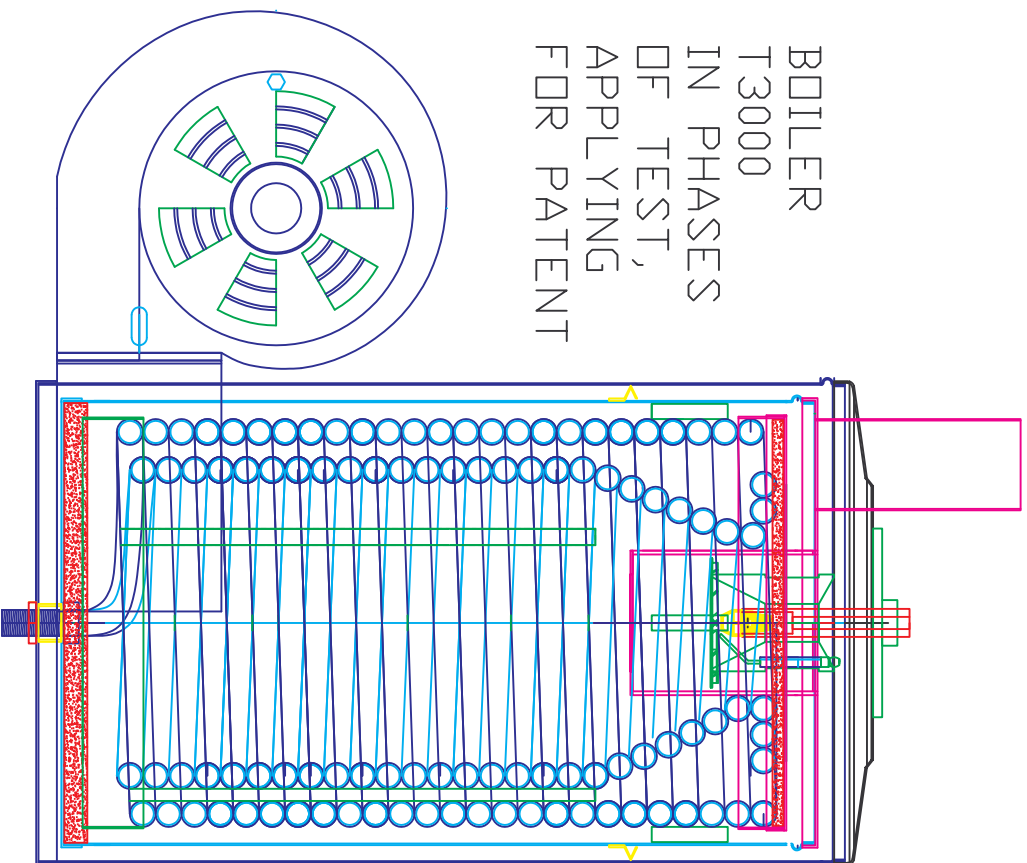 BOILER
T3000
IN PHASES
OF TEST,
APPLYING
FOR PATENT